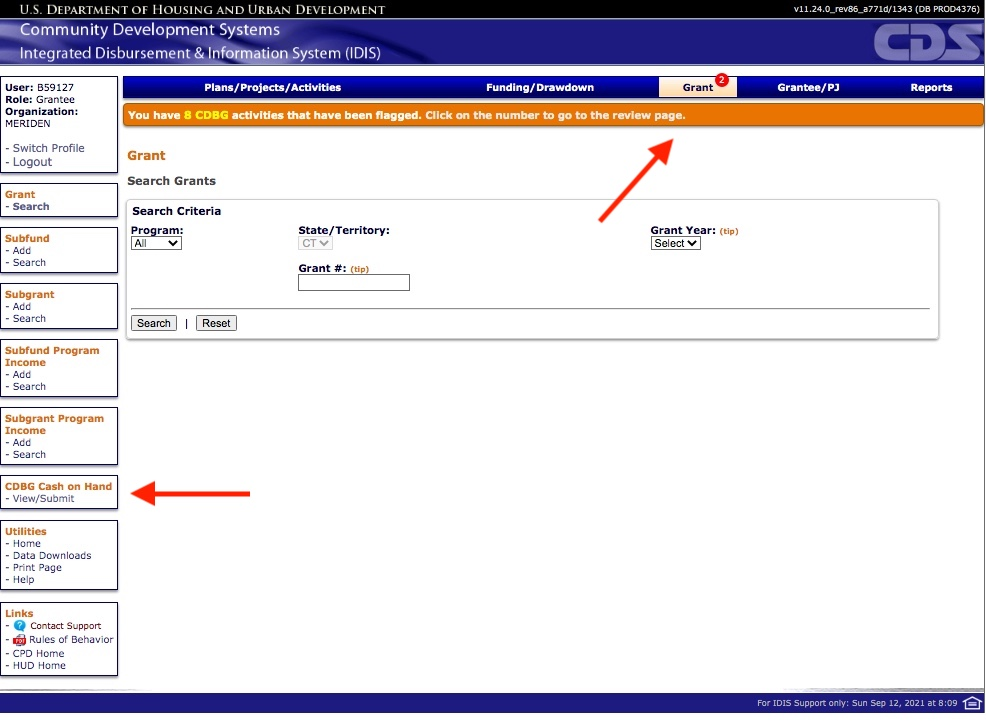 U.S. DEPARTMENT OF HOUSING AND URBAN DEVELOPMENT
v11.24.0_rev86_a771d/1343 (DB PROD4376)
Community Development Systems
Integrated Disbursement & Information System (IDIS)
CDS
User: B59127
Role: Grantee
Organization:
MERIDEN
- Switch Profile
- Logout
Plans/Projects/Activities
Funding/Drawdown
Grant 2
Grantee/PJ
Reports
You have 8 CDBG activities that have been flagged. Click on the number to go to the review page.
Grant
- Search
Subfund
- Add
- Search
Subgrant
- Add
- Search
Subfund Program
Income
- Add
- Search
Subgrant Program
Income
- Add
- Search
CDBG Cash on Hand
- View/Submit
Utilities
- Home
- Data Downloads
- Print Page
- Help
Links
- ? Contact Support
- PDF Rules of Behavior
- CPD Home
- HUD Home
Grant
Search Grants
Search Criteria
Program: State/Territory: Grant Year: (tip)
All CT Select
Grant #: (tip)
Search | Reset
For IDIS Support only: Sun Sep 12, 2021 at 8:09